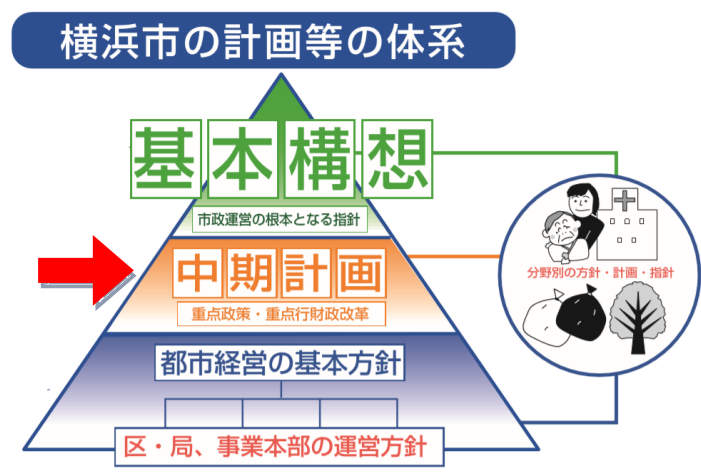 横浜市の計画等の体系
基本構想
市政運営の根本となる指針
中期計画
重点政策・重点行財政改革
分野別の方針・計画・指針
都市経営の基本方針
区・局、事業本部の運営方針